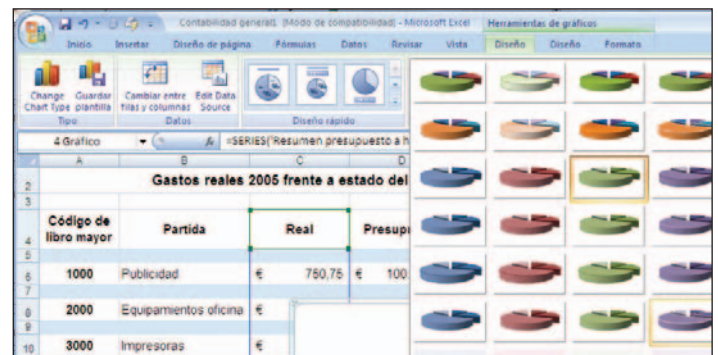 Contabilidad general1 [Modo de compatibilidad] - Microsoft Excel
Herramientas de gráficos
Inicio Insertar Diseño de página Fórmulas Datos Revisar Vista Diseño Diseño Formato
Change Chart Type
Guardar plantilla
Cambiar entre filas y columnas
Edit Data Source
Tipo Datos Diseño rápido
4 Gráfico fx =SERIES('Resumen presupuesto a h
A B C D
2 Gastos reales 2005 frente a estado del
3
4 Código de libro mayor Partida Real Presup
5
6 1000 Publicidad € 750,75 € 100
7
8 2000 Equipamientos oficina €
9
10 3000 Impresoras €